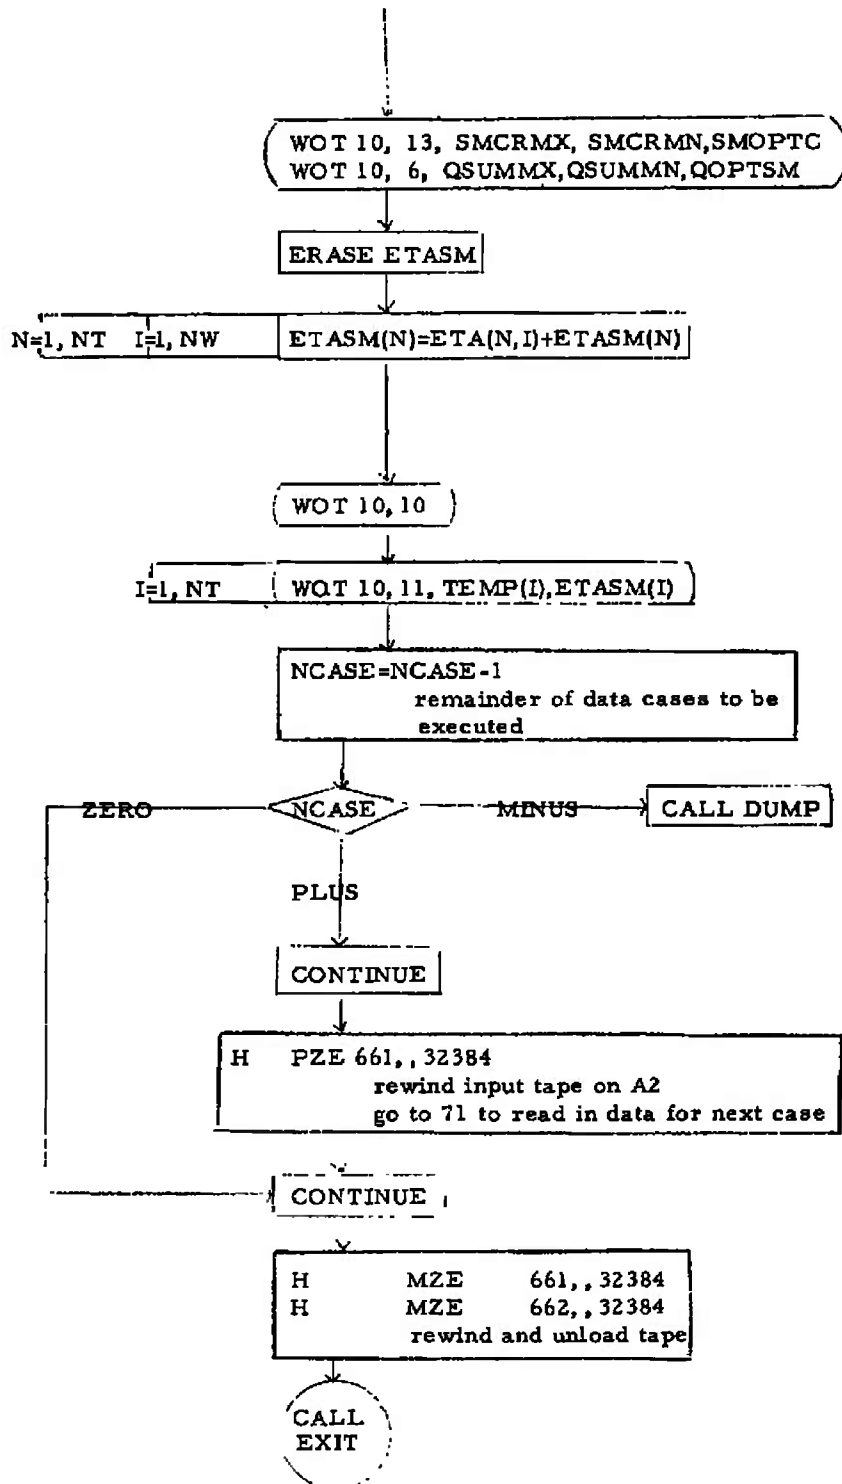 WOT 10, 13, SMCRMX, SMCRMN,SMOPTC
WOT 10, 6, QSUMMX,QSUMMN,QOPTSM
ERASE ETASM
N=1, NT I=1, NW ETASM(N)=ETA(N,I)+ETASM(N)
WOT 10,10
I=1, NT WOT 10,11, TEMP(I),ETASM(I)
NCASE=NCASE-1
remainder of data cases to be
executed
ZERO NCASE MINUS CALL DUMP
PLUS
CONTINUE
H PZE 661,,32384
rewind input tape on A2
go to 71 to read in data for next case
CONTINUE
H MZE 661,,32384
H MZE 662,,32384
rewind and unload tape
CALL
EXIT